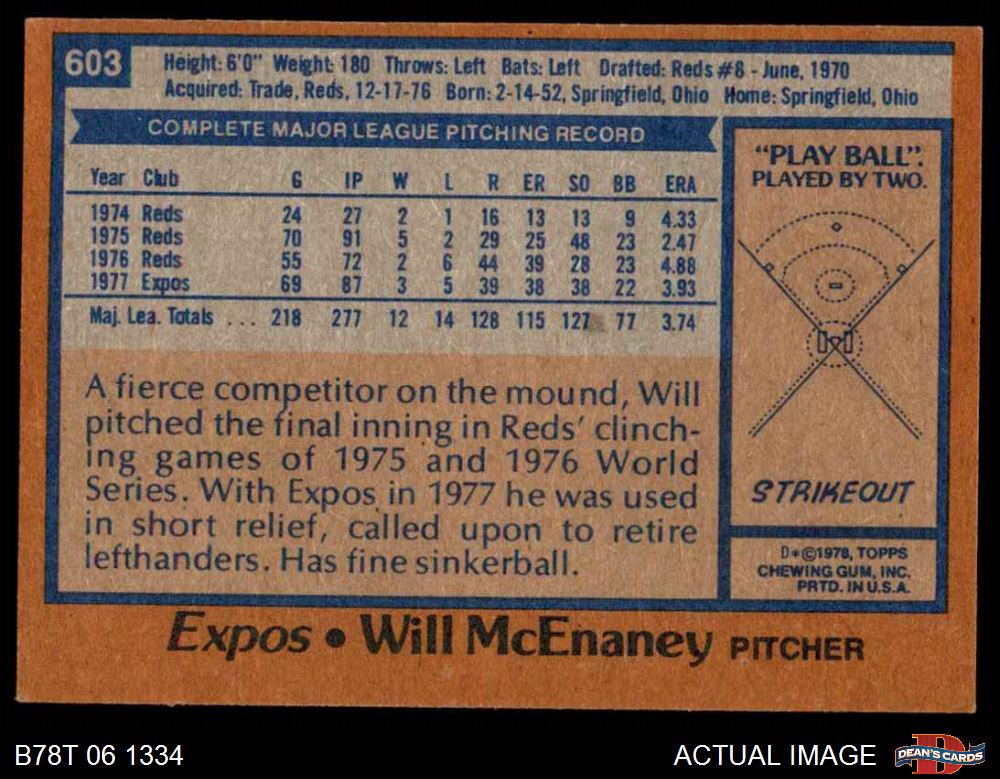 603
Height: 6'0" Weight: 180 Throws: Left Bats: Left Drafted: Reds #8 - June, 1970
Acquired: Trade, Reds, 12-17-76 Born: 2-14-52, Springfield, Ohio Home: Springfield, Ohio
COMPLETE MAJOR LEAGUE PITCHING RECORD
Year Club G IP W L R ER SO BB ERA
1974 Reds 24 27 2 1 16 13 13 9 4.33
1975 Reds 70 91 5 2 29 25 48 23 2.47
1976 Reds 55 72 2 6 44 39 28 23 4.88
1977 Expos 69 87 3 5 39 38 38 22 3.93
Maj. Lea. Totals ... 218 277 12 14 128 115 127 77 3.74
A fierce competitor on the mound, Will
pitched the final inning in Reds' clinch-
ing games of 1975 and 1976 World
Series. With Expos in 1977 he was used
in short relief, called upon to retire
lefthanders. Has fine sinkerball.
"PLAY BALL":
PLAYED BY TWO.
STRIKEOUT
D*©1978, TOPPS
CHEWING GUM, INC.
PRTD. IN U.S.A.
Expos • Will McEnaney PITCHER
B78T 06 1334
ACTUAL IMAGE
D
DEAN'S CARDS